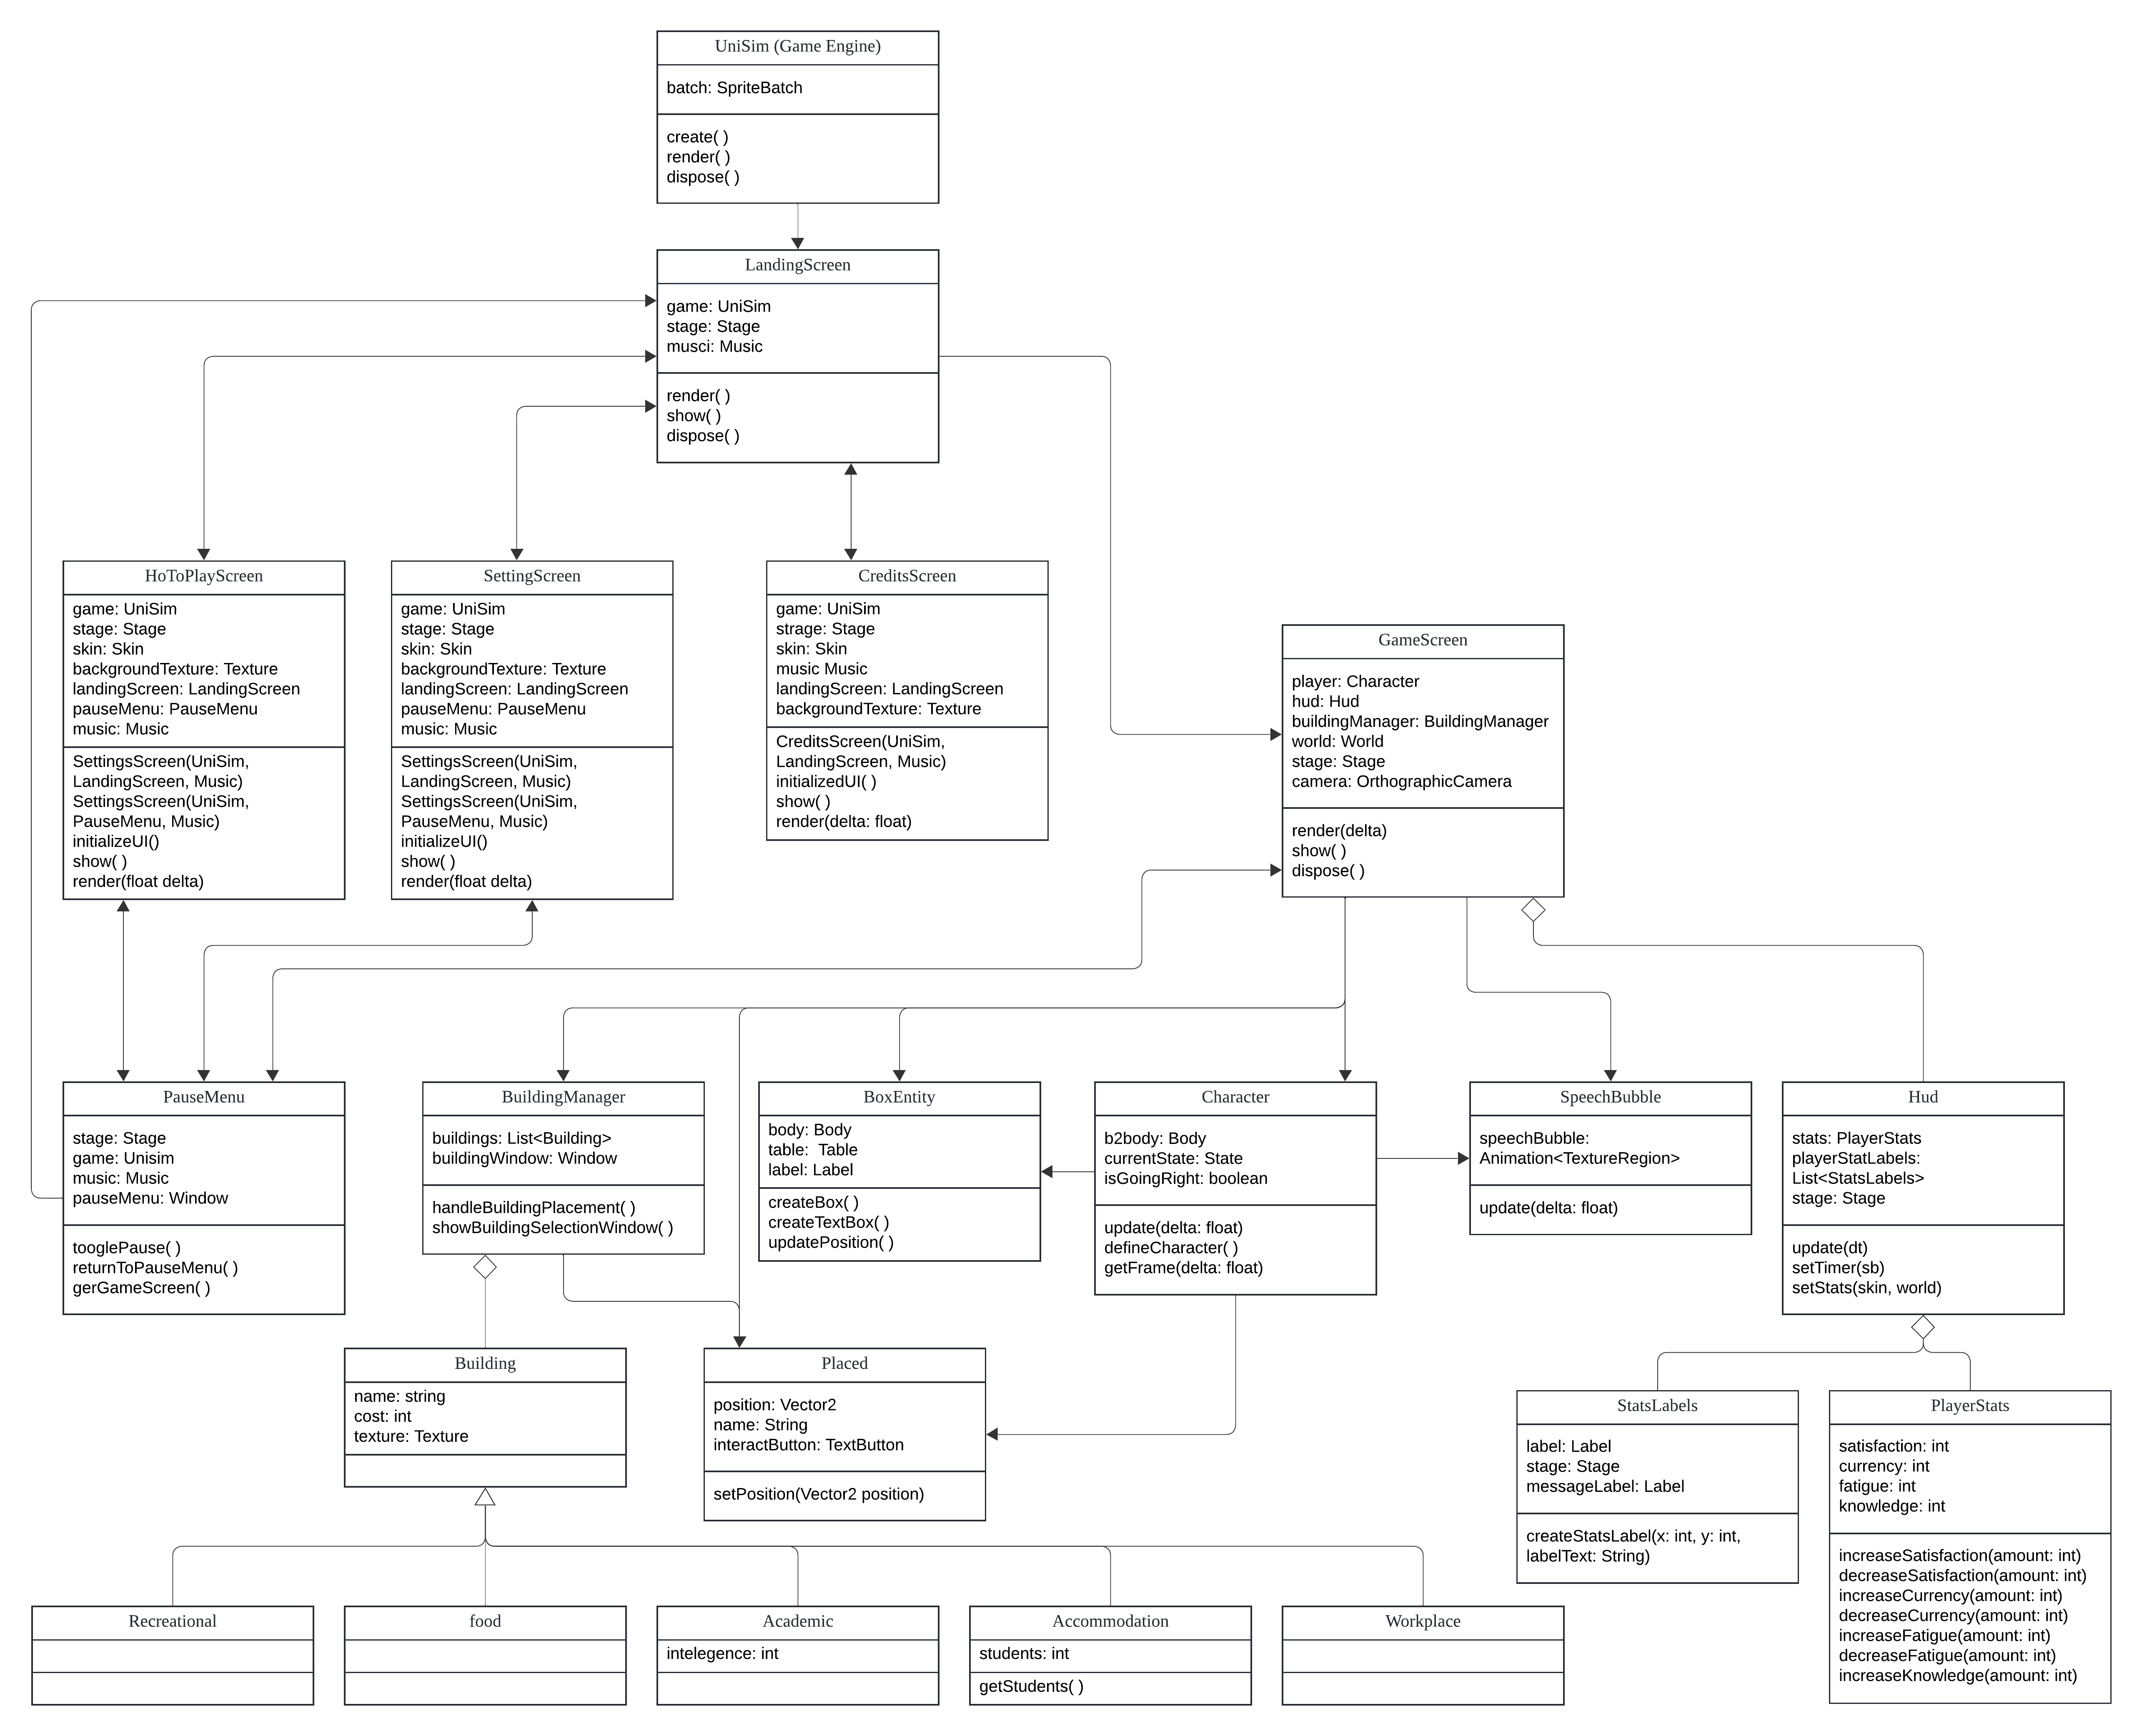 UniSim (Game Engine)
batch: SpriteBatch
create( )
render( )
dispose( )
LandingScreen
game: UniSim
stage: Stage
musci: Music
render( )
show( )
dispose( )
HoToPlayScreen
game: UniSim
stage: Stage
skin: Skin
backgroundTexture: Texture
landingScreen: LandingScreen
pauseMenu: PauseMenu
music: Music
SettingsScreen(UniSim,
LandingScreen, Music)
SettingsScreen(UniSim,
PauseMenu, Music)
initializeUI()
show( )
render(float delta)
SettingScreen
game: UniSim
stage: Stage
skin: Skin
backgroundTexture: Texture
landingScreen: LandingScreen
pauseMenu: PauseMenu
music: Music
SettingsScreen(UniSim,
LandingScreen, Music)
SettingsScreen(UniSim,
PauseMenu, Music)
initializeUI()
show( )
render(float delta)
CreditsScreen
game: UniSim
strage: Stage
skin: Skin
music Music
landingScreen: LandingScreen
backgroundTexture: Texture
CreditsScreen(UniSim,
LandingScreen, Music)
initializedUI( )
show( )
render(delta: float)
GameScreen
player: Character
hud: Hud
buildingManager: BuildingManager
world: World
stage: Stage
camera: OrthographicCamera
render(delta)
show( )
dispose( )
PauseMenu
stage: Stage
game: Unisim
music: Music
pauseMenu: Window
tooglePause( )
returnToPauseMenu( )
gerGameScreen( )
BuildingManager
buildings: List<Building>
buildingWindow: Window
handleBuildingPlacement( )
showBuildingSelectionWindow( )
BoxEntity
body: Body
table:  Table
label: Label
createBox( )
createTextBox( )
updatePosition( )
Character
b2body: Body
currentState: State
isGoingRight: boolean
update(delta: float)
defineCharacter( )
getFrame(delta: float)
SpeechBubble
speechBubble:
Animation<TextureRegion>
update(delta: float)
Hud
stats: PlayerStats
playerStatLabels:
List<StatsLabels>
stage: Stage
update(dt)
setTimer(sb)
setStats(skin, world)
Building
name: string
cost: int
texture: Texture
Placed
position: Vector2
name: String
interactButton: TextButton
setPosition(Vector2 position)
StatsLabels
label: Label
stage: Stage
messageLabel: Label
createStatsLabel(x: int, y: int,
labelText: String)
PlayerStats
satisfaction: int
currency: int
fatigue: int
knowledge: int
increaseSatisfaction(amount: int)
decreaseSatisfaction(amount: int)
increaseCurrency(amount: int)
decreaseCurrency(amount: int)
increaseFatigue(amount: int)
decreaseFatigue(amount: int)
increaseKnowledge(amount: int)
Recreational
food
Academic
intelegence: int
Accommodation
students: int
getStudents( )
Workplace